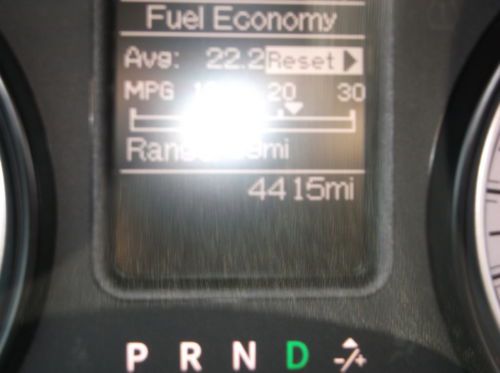 Fuel Economy
Avg: 22.2 Reset
MPG 20 30
4415mi
P R N D -/+